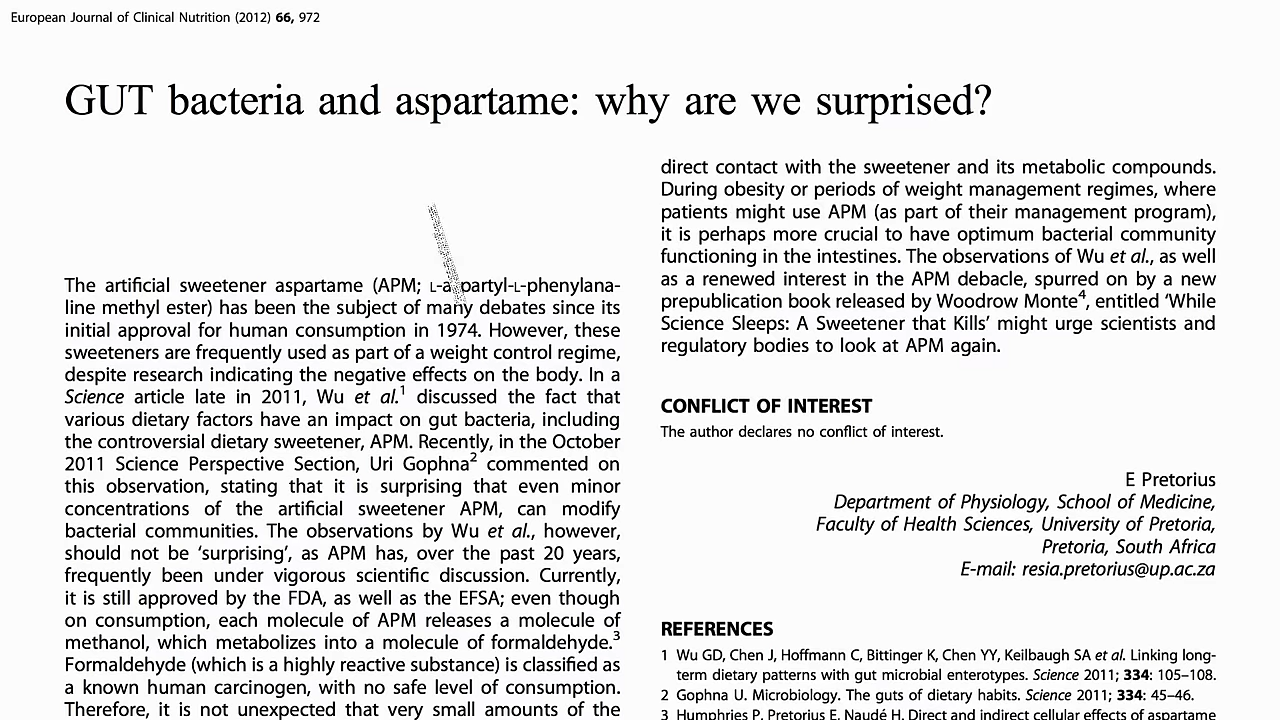 European Journal of Clinical Nutrition (2012) 66, 972
GUT bacteria and aspartame: why are we surprised?
The artificial sweetener aspartame (APM; L-aspartyl-L-phenylana-
line methyl ester) has been the subject of many debates since its
initial approval for human consumption in 1974. However, these
sweeteners are frequently used as part of a weight control regime,
despite research indicating the negative effects on the body. In a
Science article late in 2011, Wu et al.1 discussed the fact that
various dietary factors have an impact on gut bacteria, including
the controversial dietary sweetener, APM. Recently, in the October
2011 Science Perspective Section, Uri Gophna2 commented on
this observation, stating that it is surprising that even minor
concentrations of the artificial sweetener APM, can modify
bacterial communities. The observations by Wu et al., however,
should not be ‘surprising’, as APM has, over the past 20 years,
frequently been under vigorous scientific discussion. Currently,
it is still approved by the FDA, as well as the EFSA; even though
on consumption, each molecule of APM releases a molecule of
methanol, which metabolizes into a molecule of formaldehyde.3
Formaldehyde (which is a highly reactive substance) is classified as
a known human carcinogen, with no safe level of consumption.
Therefore, it is not unexpected that very small amounts of the
direct contact with the sweetener and its metabolic compounds.
During obesity or periods of weight management regimes, where
patients might use APM (as part of their management program),
it is perhaps more crucial to have optimum bacterial community
functioning in the intestines. The observations of Wu et al., as well
as a renewed interest in the APM debacle, spurred on by a new
prepublication book released by Woodrow Monte4, entitled ‘While
Science Sleeps: A Sweetener that Kills’ might urge scientists and
regulatory bodies to look at APM again.
CONFLICT OF INTEREST
The author declares no conflict of interest.
E Pretorius
Department of Physiology, School of Medicine,
Faculty of Health Sciences, University of Pretoria,
Pretoria, South Africa
E-mail: resia.pretorius@up.ac.za
REFERENCES
1 Wu GD, Chen J, Hoffmann C, Bittinger K, Chen YY, Keilbaugh SA et al. Linking long-
term dietary patterns with gut microbial enterotypes. Science 2011; 334: 105–108.
2 Gophna U. Microbiology. The guts of dietary habits. Science 2011; 334: 45–46.
3 Humphries P, Pretorius E, Naudé H. Direct and indirect cellular effects of aspartame